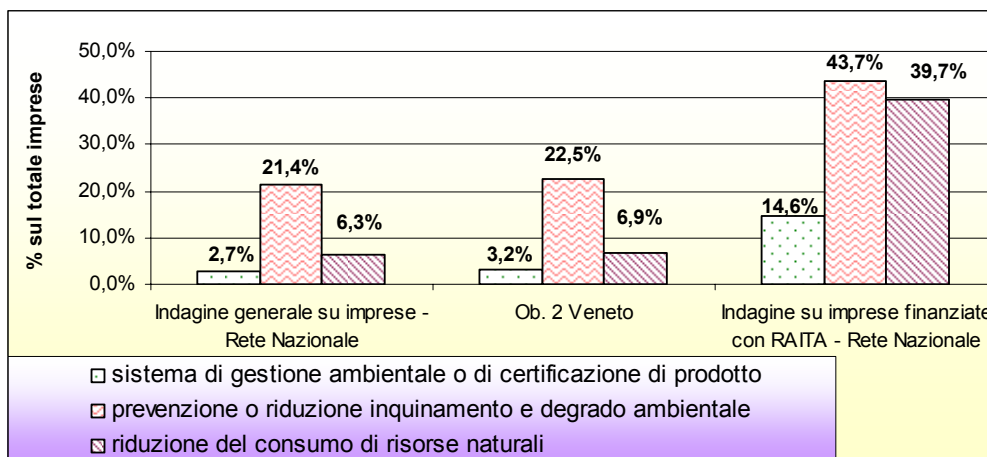 % sul totale imprese
50,0%
40,0%
30,0%
20,0%
10,0%
0,0%
2,7%
21,4%
6,3%
3,2%
22,5%
6,9%
14,6%
43,7%
39,7%
Indagine generale su imprese -
Rete Nazionale
Ob. 2 Veneto
Indagine su imprese finanziate
con RAITA - Rete Nazionale
sistema di gestione ambientale o di certificazione di prodotto
prevenzione o riduzione inquinamento e degrado ambientale
riduzione del consumo di risorse naturali